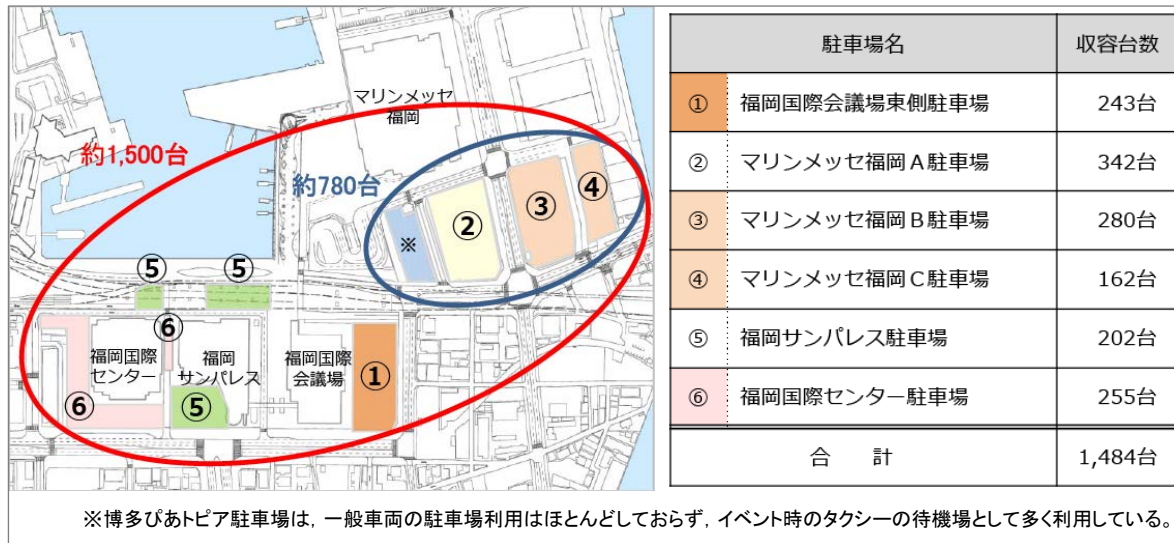 マリンメッセ
福岡
約1,500台
約780台
※
②
③
④
⑤
⑤
⑥
福岡国際
センター
福岡
サンパレス
福岡国際
会議場
①
⑥
⑤
駐車場名 収容台数
① 福岡国際会議場東側駐車場 243台
② マリンメッセ福岡A駐車場 342台
③ マリンメッセ福岡B駐車場 280台
④ マリンメッセ福岡C駐車場 162台
⑤ 福岡サンパレス駐車場 202台
⑥ 福岡国際センター駐車場 255台
合 計 1,484台
※博多ぴあトピア駐車場は，一般車両の駐車場利用はほとんどしておらず，イベント時のタクシーの待機場として多く利用している。